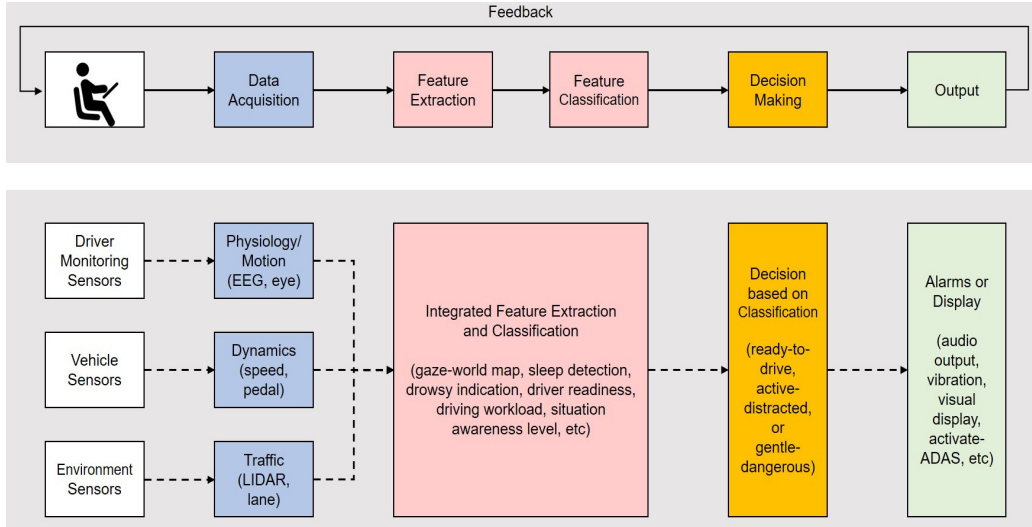 Feedback
Data
Acquisition
Feature
Extraction
Feature
Classification
Decision
Making
Output
Driver
Monitoring
Sensors
Physiology/
Motion
(EEG, eye)
Vehicle
Sensors
Dynamics
(speed,
pedal)
Environment
Sensors
Traffic
(LIDAR,
lane)
Integrated Feature Extraction
and Classification
(gaze-world map, sleep detection,
drowsy indication, driver readiness,
driving workload, situation
awareness level, etc)
Decision
based on
Classification
(ready-to-
drive,
active-
distracted,
or
gentle-
dangerous)
Alarms or
Display
(audio
output,
vibration,
visual
display,
activate-
ADAS, etc)